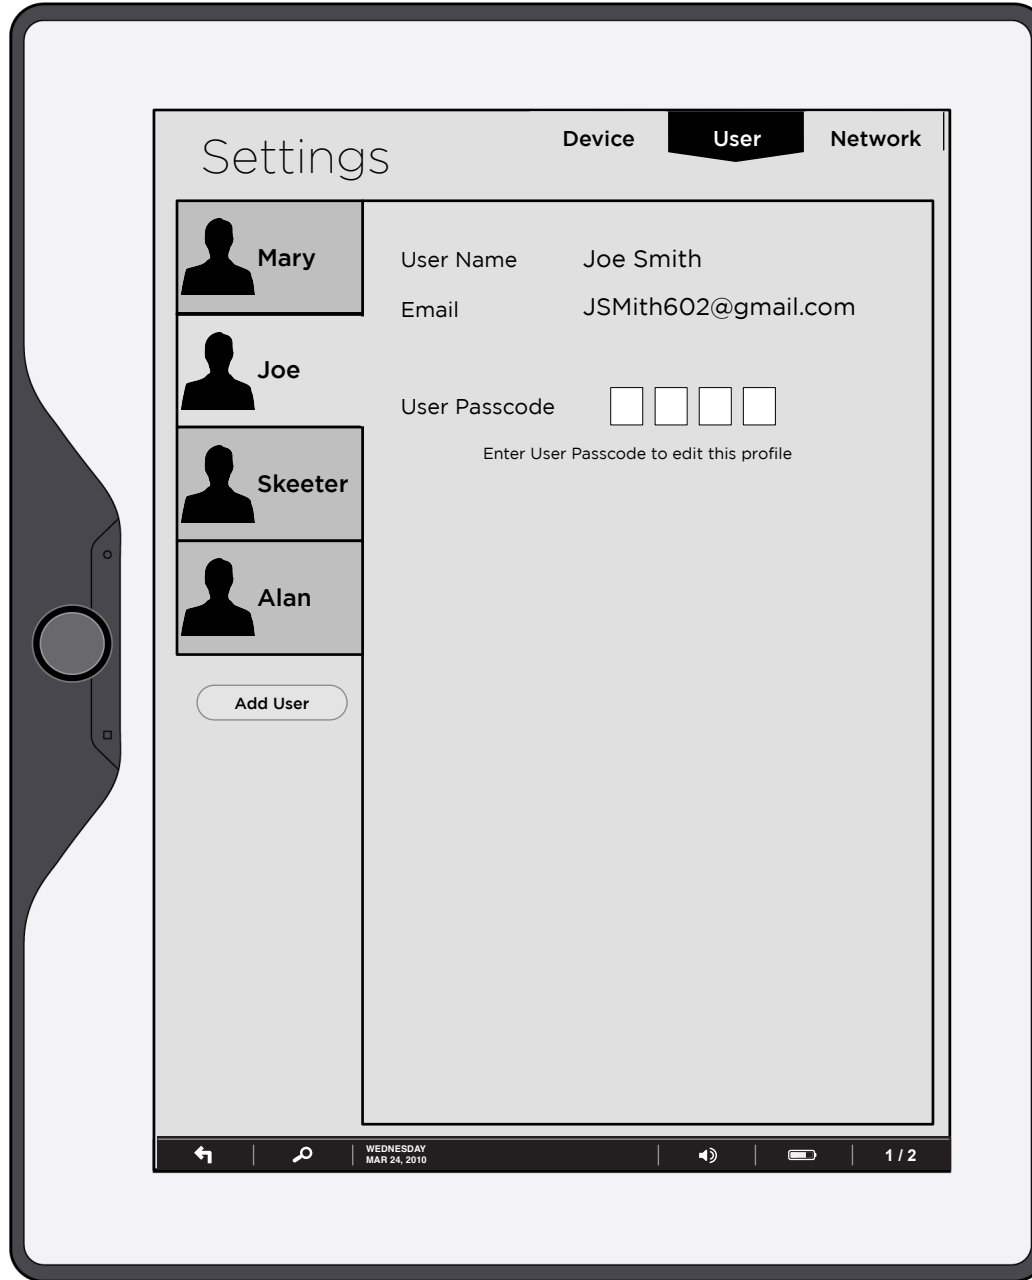 Settings
Device
User
Network
Mary
Joe
Skeeter
Alan
Add User
User Name Joe Smith
Email JSMith602@gmail.com
User Passcode
Enter User Passcode to edit this profile
WEDNESDAY
MAR 24, 2010
1 / 2